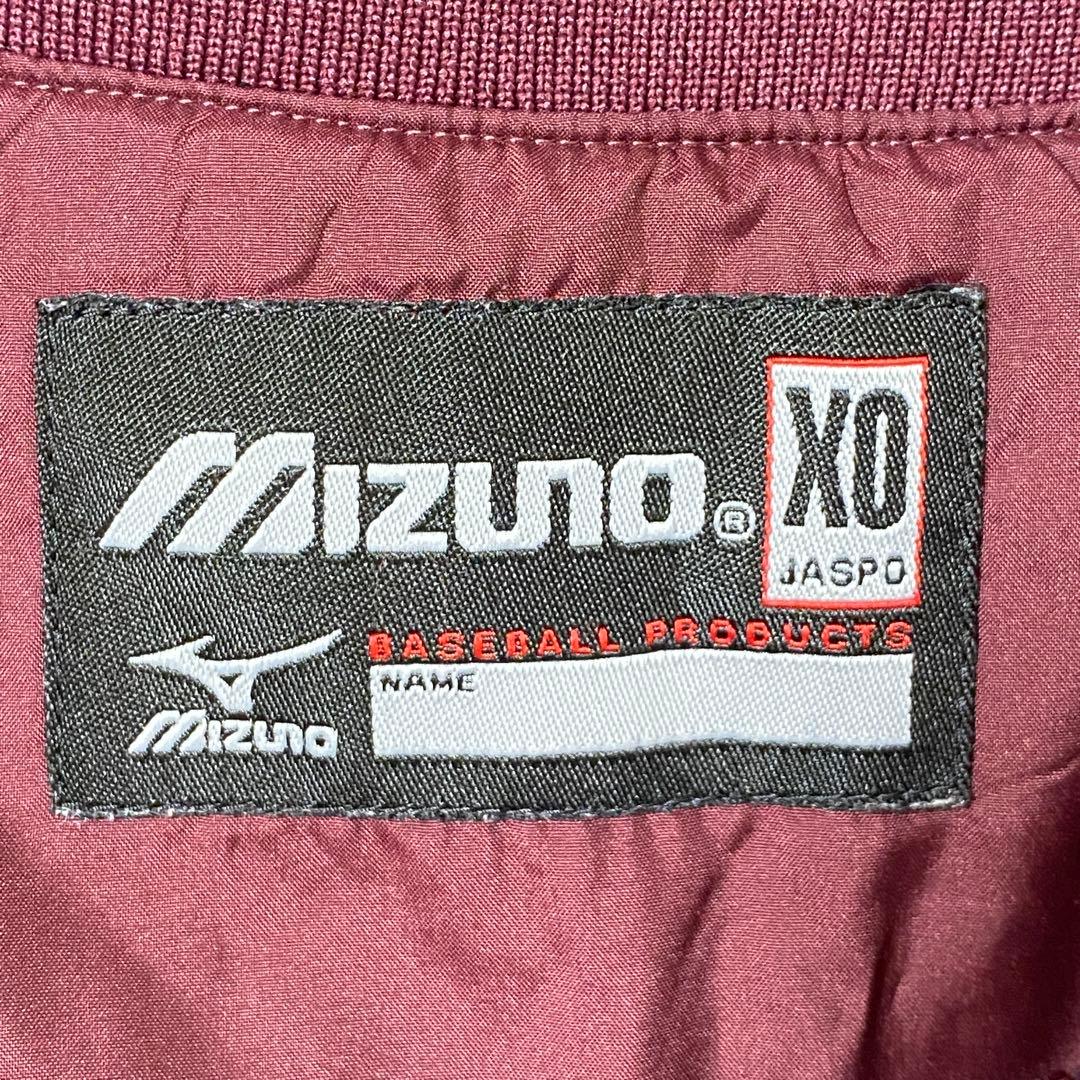 MIZUNO®
XO
JASPO
BASEBALL PRODUCTS
NAME
MIZUNO